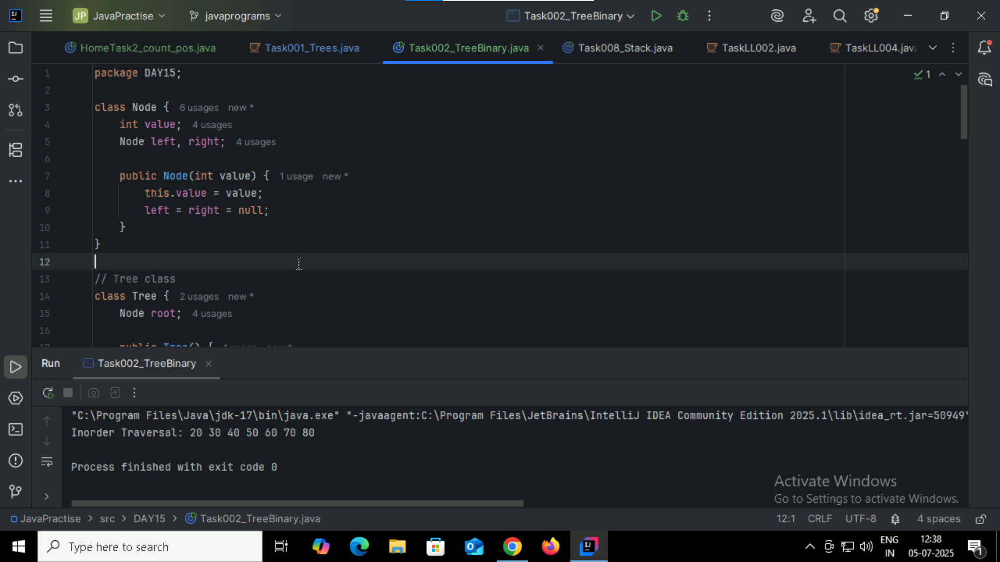 JP JavaPractise javaprograms Task002_TreeBinary
HomeTask2_count_pos.java Task001_Trees.java Task002_TreeBinary.java Task008_Stack.java TaskLL002.java TaskLL004.java
1 package DAY15; 1
2
3 class Node { 6 usages new *
4 int value; 4 usages
5 Node left, right; 4 usages
6
7 public Node(int value) { 1 usage new *
8 this.value = value;
9 left = right = null;
10 }
11 }
12
13 // Tree class
14 class Tree { 2 usages new *
15 Node root; 4 usages
16
17 public Tree() { 1 usage new *
Run Task002_TreeBinary
"C:\Program Files\Java\jdk-17\bin\java.exe" "-javaagent:C:\Program Files\JetBrains\IntelliJ IDEA Community Edition 2025.1\lib\idea_rt.jar=50949"
Inorder Traversal: 20 30 40 50 60 70 80
Process finished with exit code 0
Activate Windows
Go to Settings to activate Windows.
JavaPractise > src > DAY15 > Task002_TreeBinary.java 12:1 CRLF UTF-8 4 spaces
Type here to search
ENG
IN
12:38
05-07-2025
1